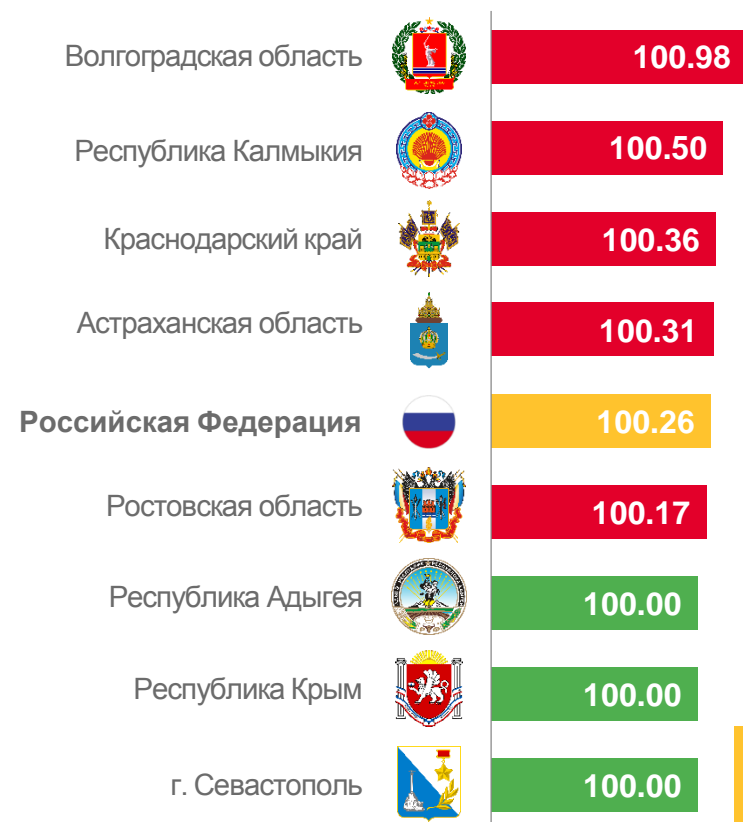 Волгоградская область 100.98
Республика Калмыкия 100.50
Краснодарский край 100.36
Астраханская область 100.31
Российская Федерация 100.26
Ростовская область 100.17
Республика Адыгея 100.00
Республика Крым 100.00
г. Севастополь 100.00